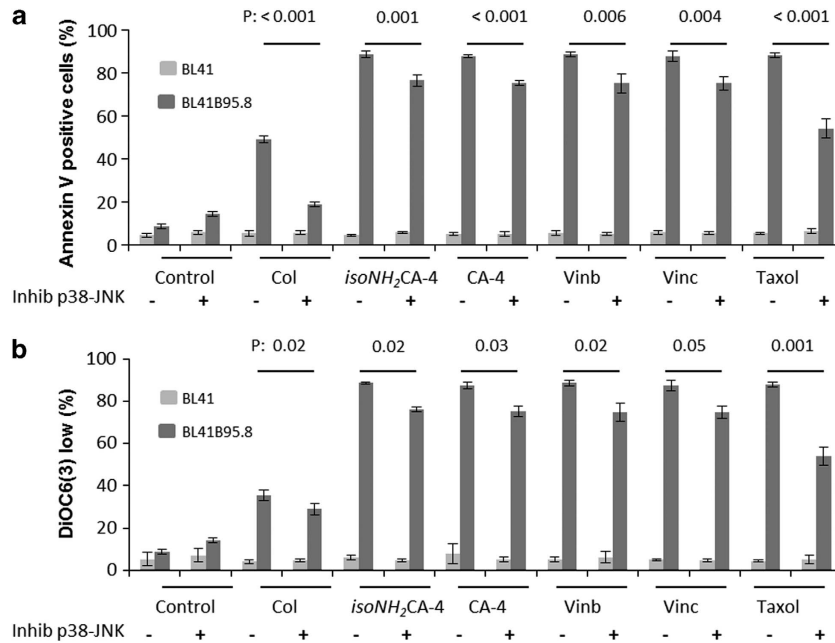 a
P: < 0.001 0.001 < 0.001 0.006 0.004 < 0.001
100
80
60
40
20
0
Annexin V positive cells (%)
BL41
BL41B95.8
Control Col isoNH2CA-4 CA-4 Vinb Vinc Taxol
Inhib p38-JNK - + - + - + - + - + - + - +
b
P: 0.02 0.02 0.03 0.02 0.05 0.001
100
80
60
40
20
0
DiOC6(3) low (%)
BL41
BL41B95.8
Control Col isoNH2CA-4 CA-4 Vinb Vinc Taxol
Inhib p38-JNK - + - + - + - + - + - + - +